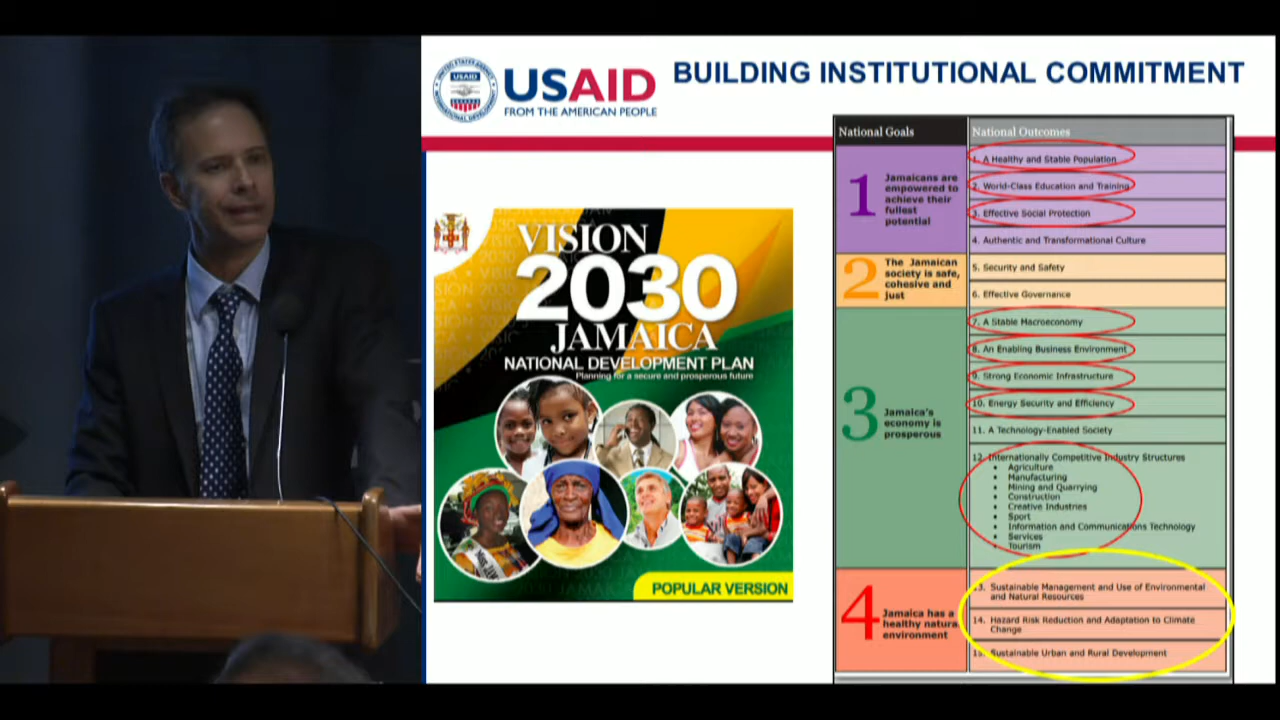 UNITED STATES AGENCY
USAID
INTERNATIONAL DEVELOPMENT
USAID
FROM THE AMERICAN PEOPLE
BUILDING INSTITUTIONAL COMMITMENT
VISION
2030
JAMAICA
NATIONAL DEVELOPMENT PLAN
Planning for a secure and prosperous future
POPULAR VERSION
National Goals
National Outcomes
1
Jamaicans are
empowered to
achieve their
fullest
potential
1. A Healthy and Stable Population
2. World-Class Education and Training
3. Effective Social Protection
4. Authentic and Transformational Culture
2
The Jamaican
society is safe,
cohesive and
just
5. Security and Safety
6. Effective Governance
3
Jamaica's
economy is
prosperous
7. A Stable Macroeconomy
8. An Enabling Business Environment
9. Strong Economic Infrastructure
10. Energy Security and Efficiency
11. A Technology-Enabled Society
12. Internationally Competitive Industry Structures
• Agriculture
• Manufacturing
• Mining and Quarrying
• Construction
• Creative Industries
• Sport
• Information and Communications Technology
• Services
• Tourism
4
Jamaica has a
healthy natural
environment
13. Sustainable Management and Use of Environmental
and Natural Resources
14. Hazard Risk Reduction and Adaptation to Climate
Change
15. Sustainable Urban and Rural Development